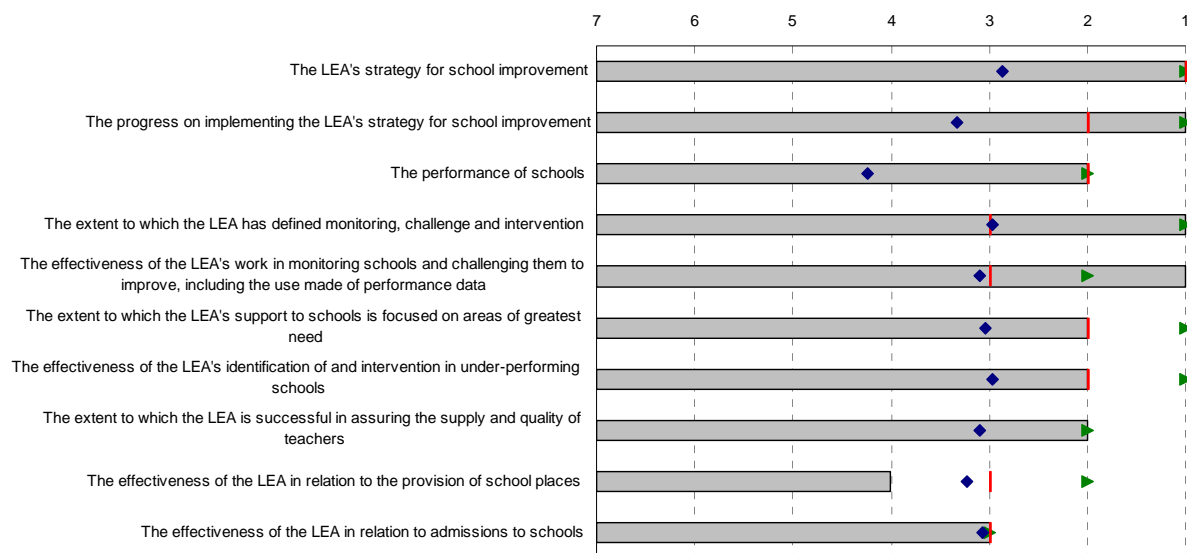 7 6 5 4 3 2 1
The LEA's strategy for school improvement
The progress on implementing the LEA's strategy for school improvement
The performance of schools
The extent to which the LEA has defined monitoring, challenge and intervention
The effectiveness of the LEA's work in monitoring schools and challenging them to
improve, including the use made of performance data
The extent to which the LEA's support to schools is focused on areas of greatest
need
The effectiveness of the LEA's identification of and intervention in under-performing
schools
The extent to which the LEA is successful in assuring the supply and quality of
teachers
The effectiveness of the LEA in relation to the provision of school places
The effectiveness of the LEA in relation to admissions to schools